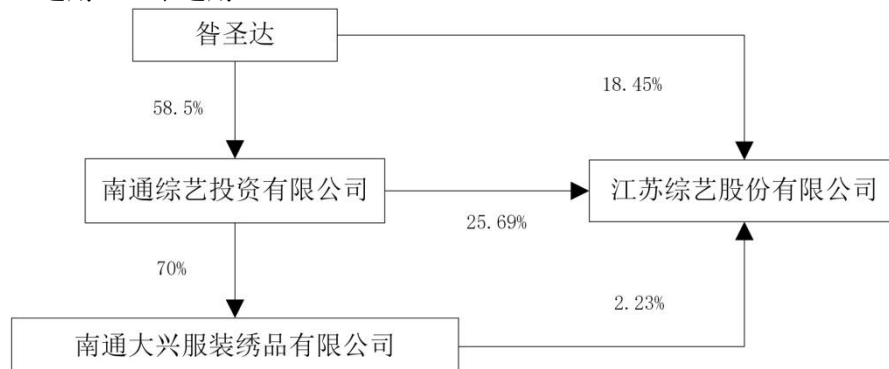 昝圣达
18.45%
58.5%
南通综艺投资有限公司
江苏综艺股份有限公司
25.69%
70%
2.23%
南通大兴服装绣品有限公司